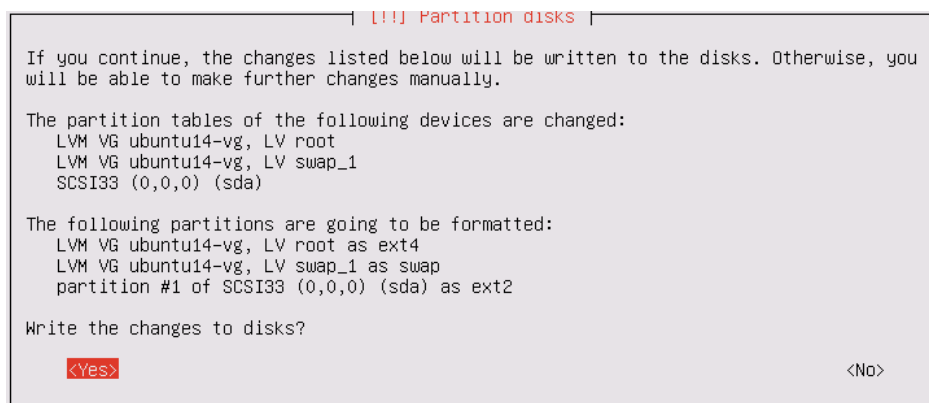 [!!] Partition disks
If you continue, the changes listed below will be written to the disks. Otherwise, you
will be able to make further changes manually.
The partition tables of the following devices are changed:
LVM VG ubuntu14-vg, LV root
LVM VG ubuntu14-vg, LV swap_1
SCSI33 (0,0,0) (sda)
The following partitions are going to be formatted:
LVM VG ubuntu14-vg, LV root as ext4
LVM VG ubuntu14-vg, LV swap_1 as swap
partition #1 of SCSI33 (0,0,0) (sda) as ext2
Write the changes to disks?
<Yes> <No>